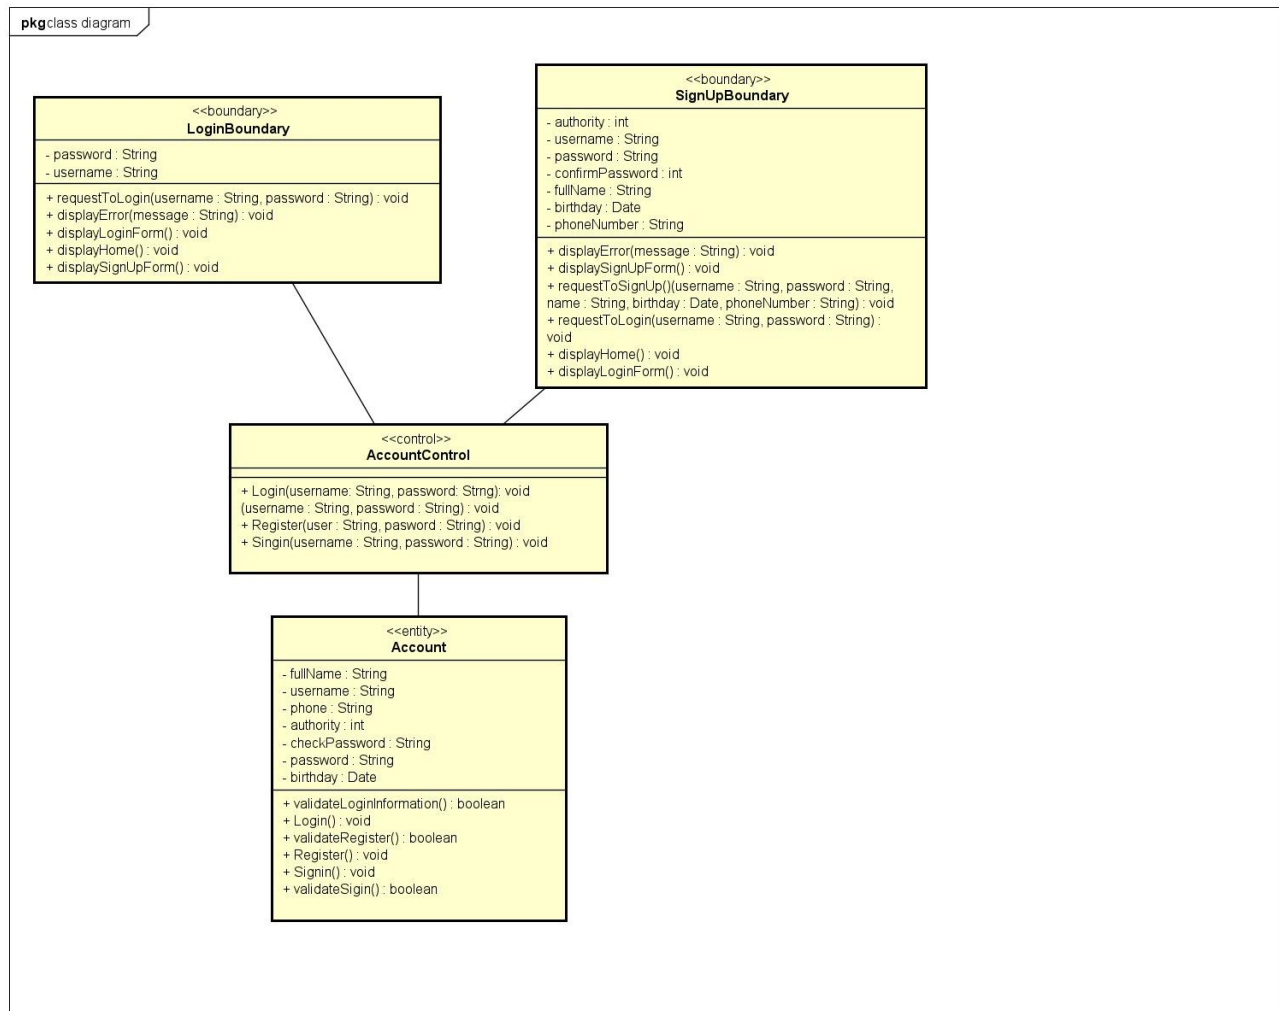 pkg class diagram
<<boundary>>
LoginBoundary
- password : String
- username : String
+ requestToLogin(username : String, password : String) : void
+ displayError(message : String) : void
+ displayLoginForm() : void
+ displayHome() : void
+ displaySignUpForm() : void
<<boundary>>
SignUpBoundary
- authority : int
- username : String
- password : String
- confirmPassword : int
- fullName : String
- birthday : Date
- phoneNumber : String
+ displayError(message : String) : void
+ displaySignUpForm() : void
+ requestToSignUp()(username : String, password : String,
name : String, birthday : Date, phoneNumber : String) : void
+ requestToLogin(username : String, password : String) :
void
+ displayHome() : void
+ displayLoginForm() : void
<<control>>
AccountControl
+ Login(username: String, password: Strng): void
(username : String, password : String) : void
+ Register(user : String, pasword : String) : void
+ Singin(username : String, password : String) : void
<<entity>>
Account
- fullName : String
- username : String
- phone : String
- authority : int
- checkPassword : String
- password : String
- birthday : Date
+ validateLoginInformation() : boolean
+ Login() : void
+ validateRegister() : boolean
+ Register() : void
+ Signin() : void
+ validateSigin() : boolean